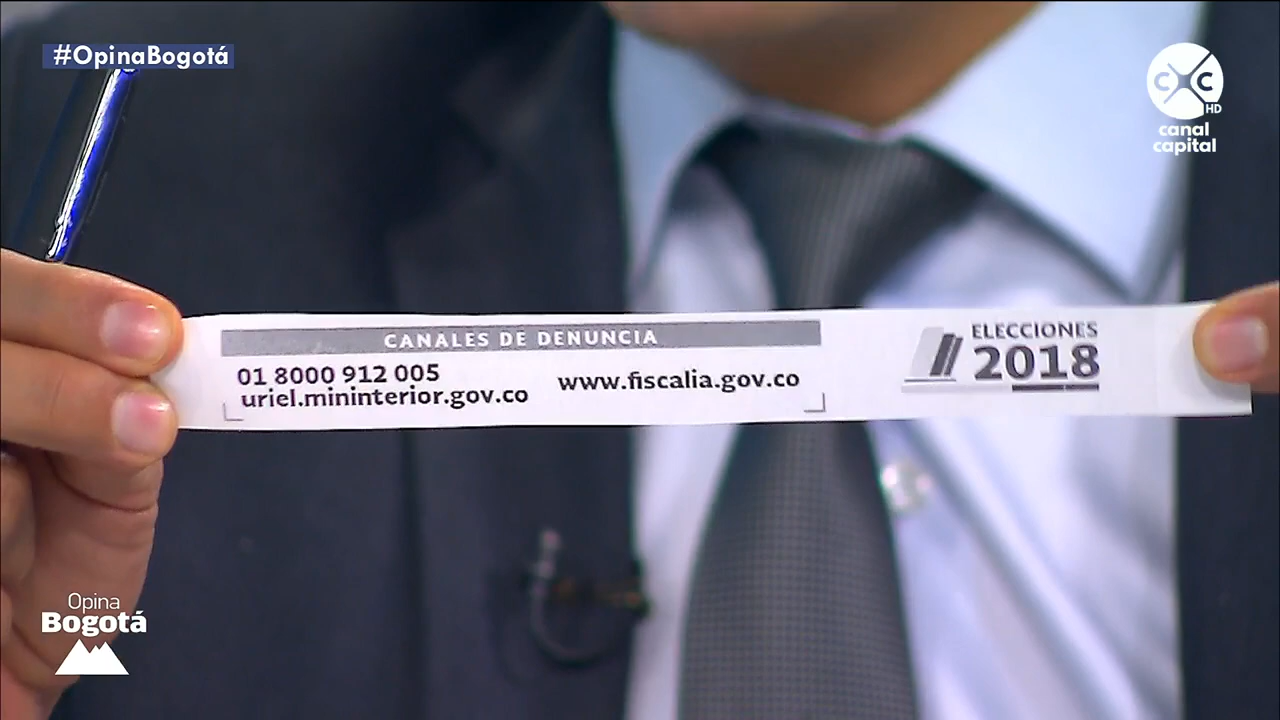 #OpinaBogotá
CXC HD
canal
capital
CANALES DE DENUNCIA
01 8000 912 005
uriel.mininterior.gov.co
www.fiscalia.gov.co
ELECCIONES
2018
Opina
Bogotá